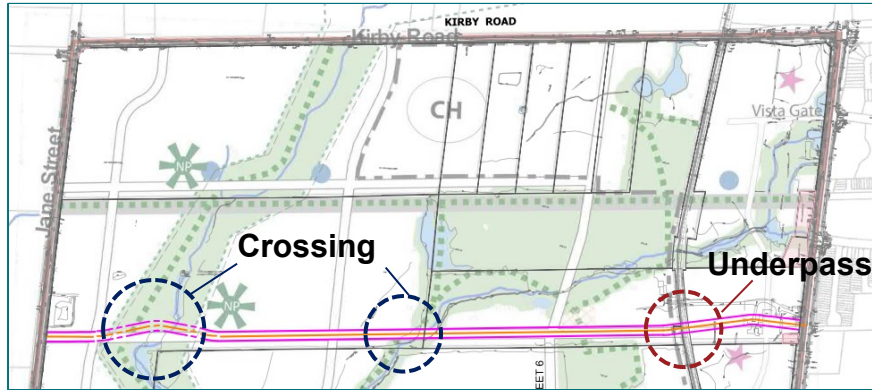 KIRBY ROAD
Kirby Road
Jane Street
CH
Vista Gate
NP
Crossing
Underpass
NP
EET 6